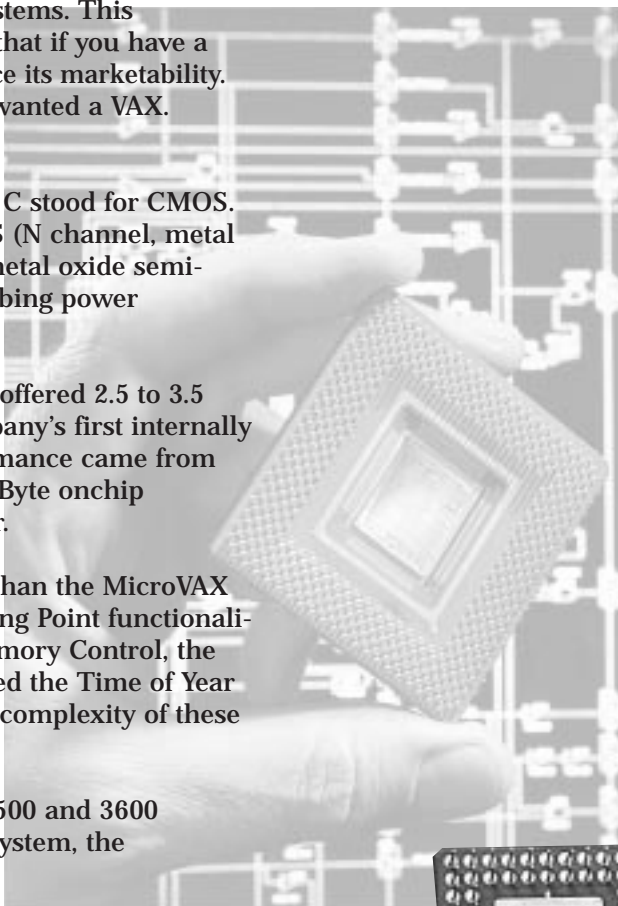 stems. This
that if you have a
ce its marketability.
wanted a VAX.
C stood for CMOS.
S (N channel, metal
metal oxide semi-
bing power
offered 2.5 to 3.5
pany's first internally
mance came from
Byte onchip
r.
han the MicroVAX
ng Point functionali-
mory Control, the
ed the Time of Year
complexity of these
500 and 3600
ystem, the